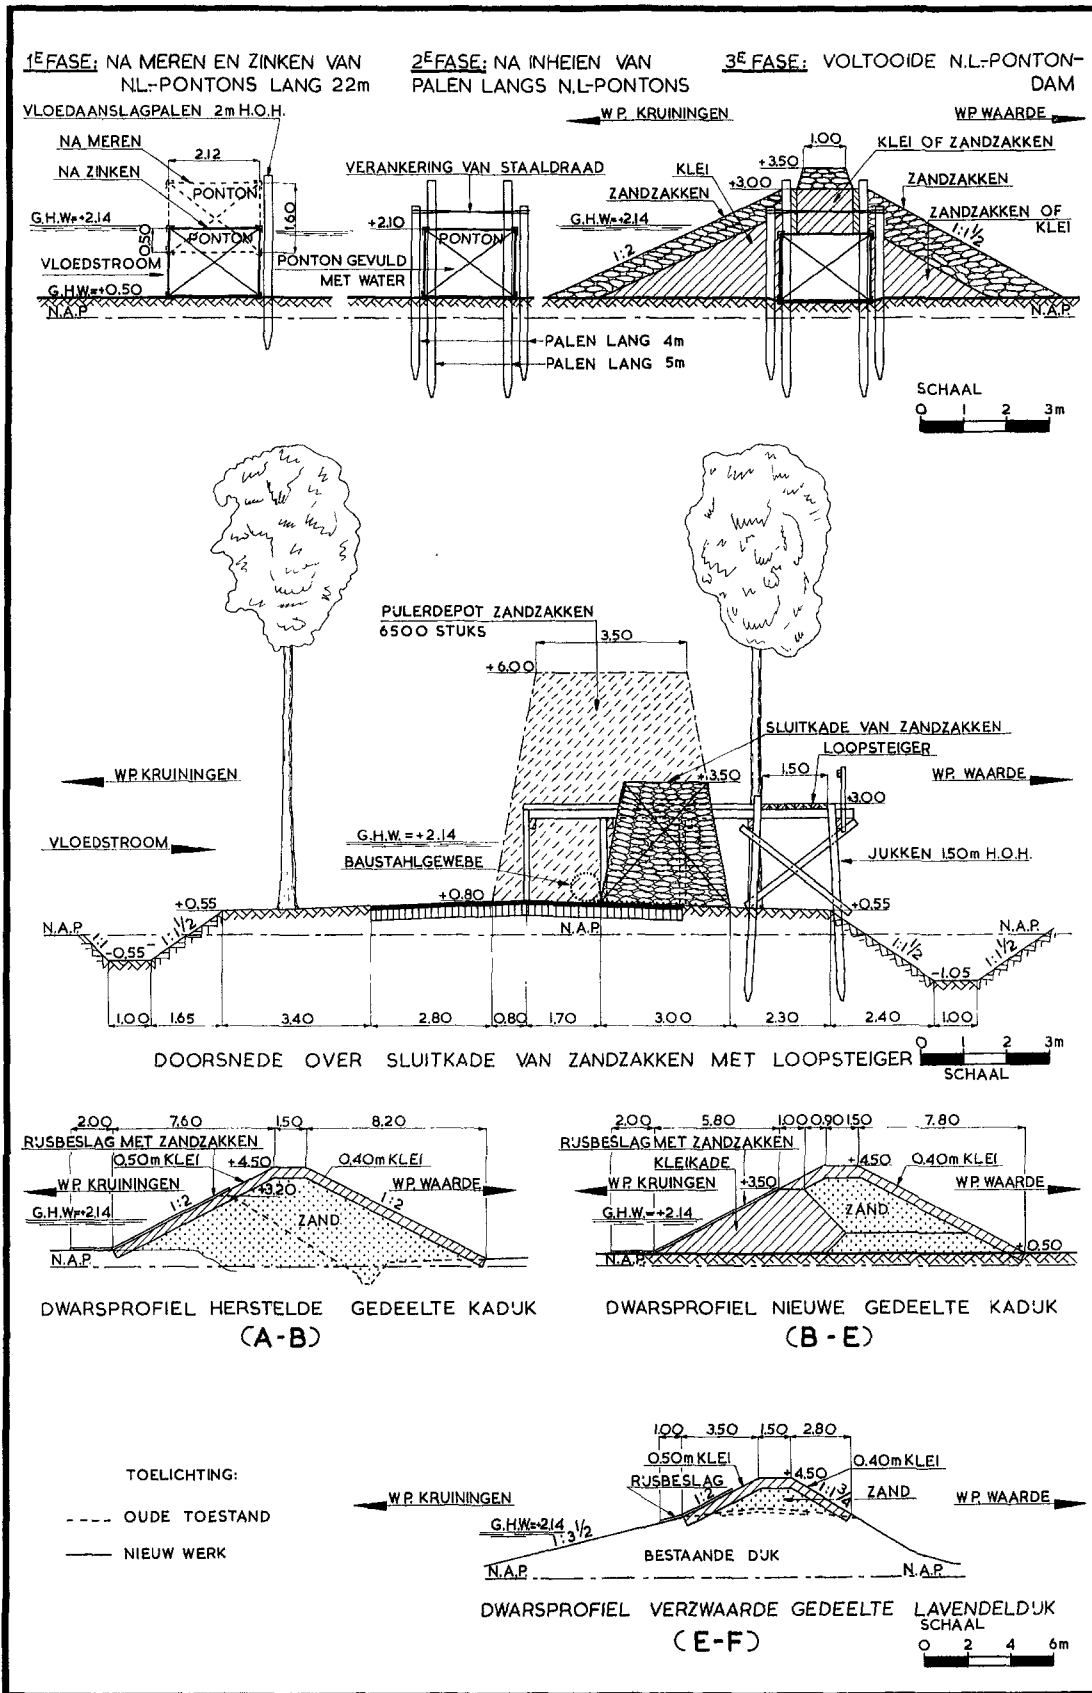 1E FASE: NA MEREN EN ZINKEN VAN
N.L.-PONTONS LANG 22m
2E FASE: NA INHEIEN VAN
PALEN LANGS N.L-PONTONS
3E FASE: VOLTOOIDE N.L.-PONTON-
DAM
VLOEDAANSLAGPALEN 2m H.O.H.
NA MEREN
NA ZINKEN
2.12
PONTON
1.60
G.H.W.=+2.14
0.50
PONTON
VLOEDSTROOM
G.H.W.=+0.50
N.A.P.
VERANKERING VAN STAALDRAAD
+2.10
PONTON
PONTON GEVULD
MET WATER
PALEN LANG 4m
PALEN LANG 5m
W.P. KRUININGEN
W.P. WAARDE
1.00
+3.50
KLEI OF ZANDZAKKEN
KLEI
ZANDZAKKEN
+3.00
ZANDZAKKEN
G.H.W.=+2.14
ZANDZAKKEN OF
KLEI
1:2
1:1½
N.A.P.
SCHAAL
0 1 2 3m
PIJLERDEPOT ZANDZAKKEN
6500 STUKS
3.50
+6.00
SLUITKADE VAN ZANDZAKKEN
LOOPSTEIGER
W.P. KRUININGEN
+3.50
1.50
W.P. WAARDE
+3.00
G.H.W.=+2.14
VLOEDSTROOM
BAUSTAHLGEWEBE
JUKKEN 1.50m H.O.H.
+0.80
+0.55
+0.55
N.A.P.
1:1
-0.55
1:1½
N.A.P.
1:1½
-1.05
1:1½
N.A.P.
1.00 1.65 3.40 2.80 0.80 1.70 3.00 2.30 2.40 1.00
DOORSNEDE OVER SLUITKADE VAN ZANDZAKKEN MET LOOPSTEIGER
0 1 2 3m
SCHAAL
2.00 7.60 1.50 8.20
RIJSBESLAG MET ZANDZAKKEN
0.50m KLEI
+4.50
0.40m KLEI
W.P. KRUININGEN
1:2
+3.20
1:2
W.P. WAARDE
G.H.W.=+2.14
ZAND
N.A.P.
DWARSPROFIEL HERSTELDE GEDEELTE KADIJK
(A-B)
2.00 5.80 1.00 0.90 1.50 7.80
RIJSBESLAG MET ZANDZAKKEN
KLEIKADE
+4.50
0.40m KLEI
W.P. KRUINGEN
+3.50
W.P. WAARDE
G.H.W.=+2.14
ZAND
+0.50
N.A.P.
DWARSPROFIEL NIEUWE GEDEELTE KADIJK
(B-E)
1.00 3.50 1.50 2.80
0.50m KLEI
+4.50
0.40m KLEI
RIJSBESLAG
1:2
1:1¾
ZAND
W.P. KRUININGEN
W.P. WAARDE
G.H.W.=+2.14
1:3½
BESTAANDE DIJK
N.A.P.
N.A.P.
DWARSPROFIEL VERZWAARDE GEDEELTE LAVENDELDIJK
(E-F)
SCHAAL
0 2 4 6m
TOELICHTING:
OUDE TOESTAND
NIEUW WERK